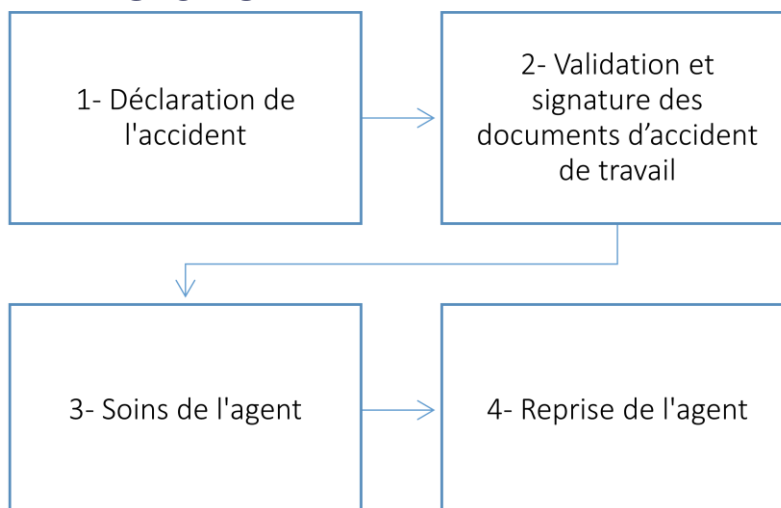 1- Déclaration de
l'accident
2- Validation et
signature des
documents d’accident
de travail
3- Soins de l'agent
4- Reprise de l'agent